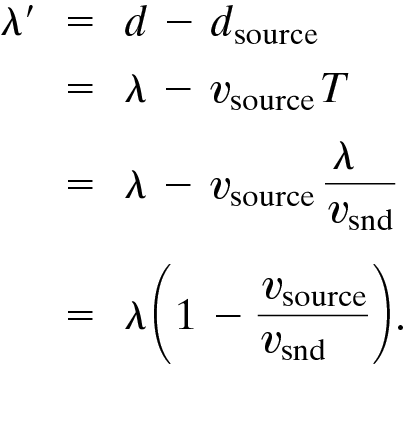 λ′ = d − d_source
= λ − v_source T
= λ − v_source λ/v_snd
= λ(1 − v_source/v_snd).